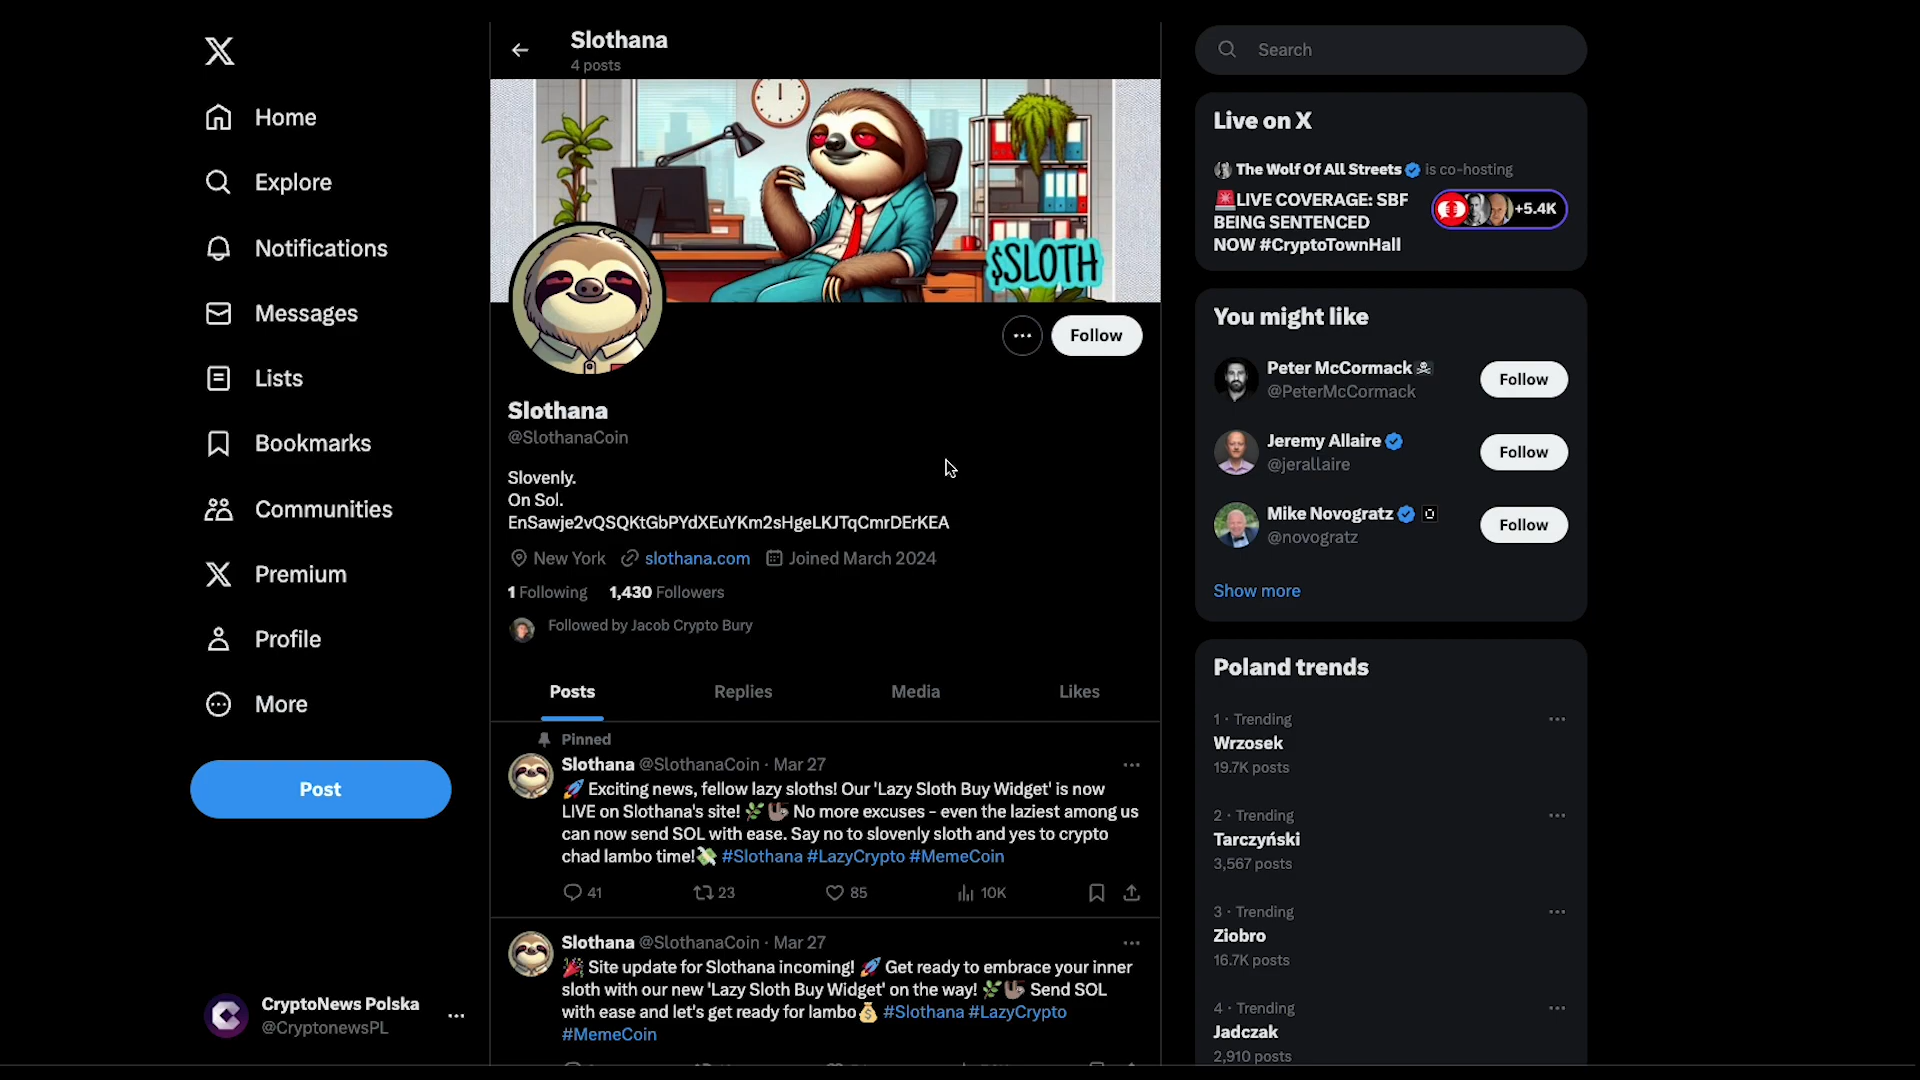 Home
Explore
Notifications
Messages
Lists
Bookmarks
Communities
Premium
Profile
More
Post
CryptoNews Polska
@CryptonewsPL
Slothana
4 posts
$SLOTH
Follow
Slothana
@SlothanaCoin
Slovenly.
On Sol.
EnSawje2vQSQKtGbPYdXEuYKm2sHgeLKJTqCmrDErKEA
New York slothana.com Joined March 2024
1 Following 1,430 Followers
Followed by Jacob Crypto Bury
Posts Replies Media Likes
Pinned
Slothana @SlothanaCoin · Mar 27
🚀 Exciting news, fellow lazy sloths! Our 'Lazy Sloth Buy Widget' is now
LIVE on Slothana's site! 🌿🦥 No more excuses - even the laziest among us
can now send SOL with ease. Say no to slovenly sloth and yes to crypto
chad lambo time!💸 #Slothana #LazyCrypto #MemeCoin
41 23 85 10K
Slothana @SlothanaCoin · Mar 27
🎉 Site update for Slothana incoming! 🚀 Get ready to embrace your inner
sloth with our new 'Lazy Sloth Buy Widget' on the way! 🌿🦥 Send SOL
with ease and let's get ready for lambo💰 #Slothana #LazyCrypto
#MemeCoin
Search
Live on X
The Wolf Of All Streets is co-hosting
🚨LIVE COVERAGE: SBF
BEING SENTENCED
NOW #CryptoTownHall
+5.4K
You might like
Peter McCormack ☠
@PeterMcCormack
Follow
Jeremy Allaire
@jerallaire
Follow
Mike Novogratz
@novogratz
Follow
Show more
Poland trends
1 · Trending
Wrzosek
19.7K posts
2 · Trending
Tarczyński
3,567 posts
3 · Trending
Ziobro
16.7K posts
4 · Trending
Jadczak
2,910 posts